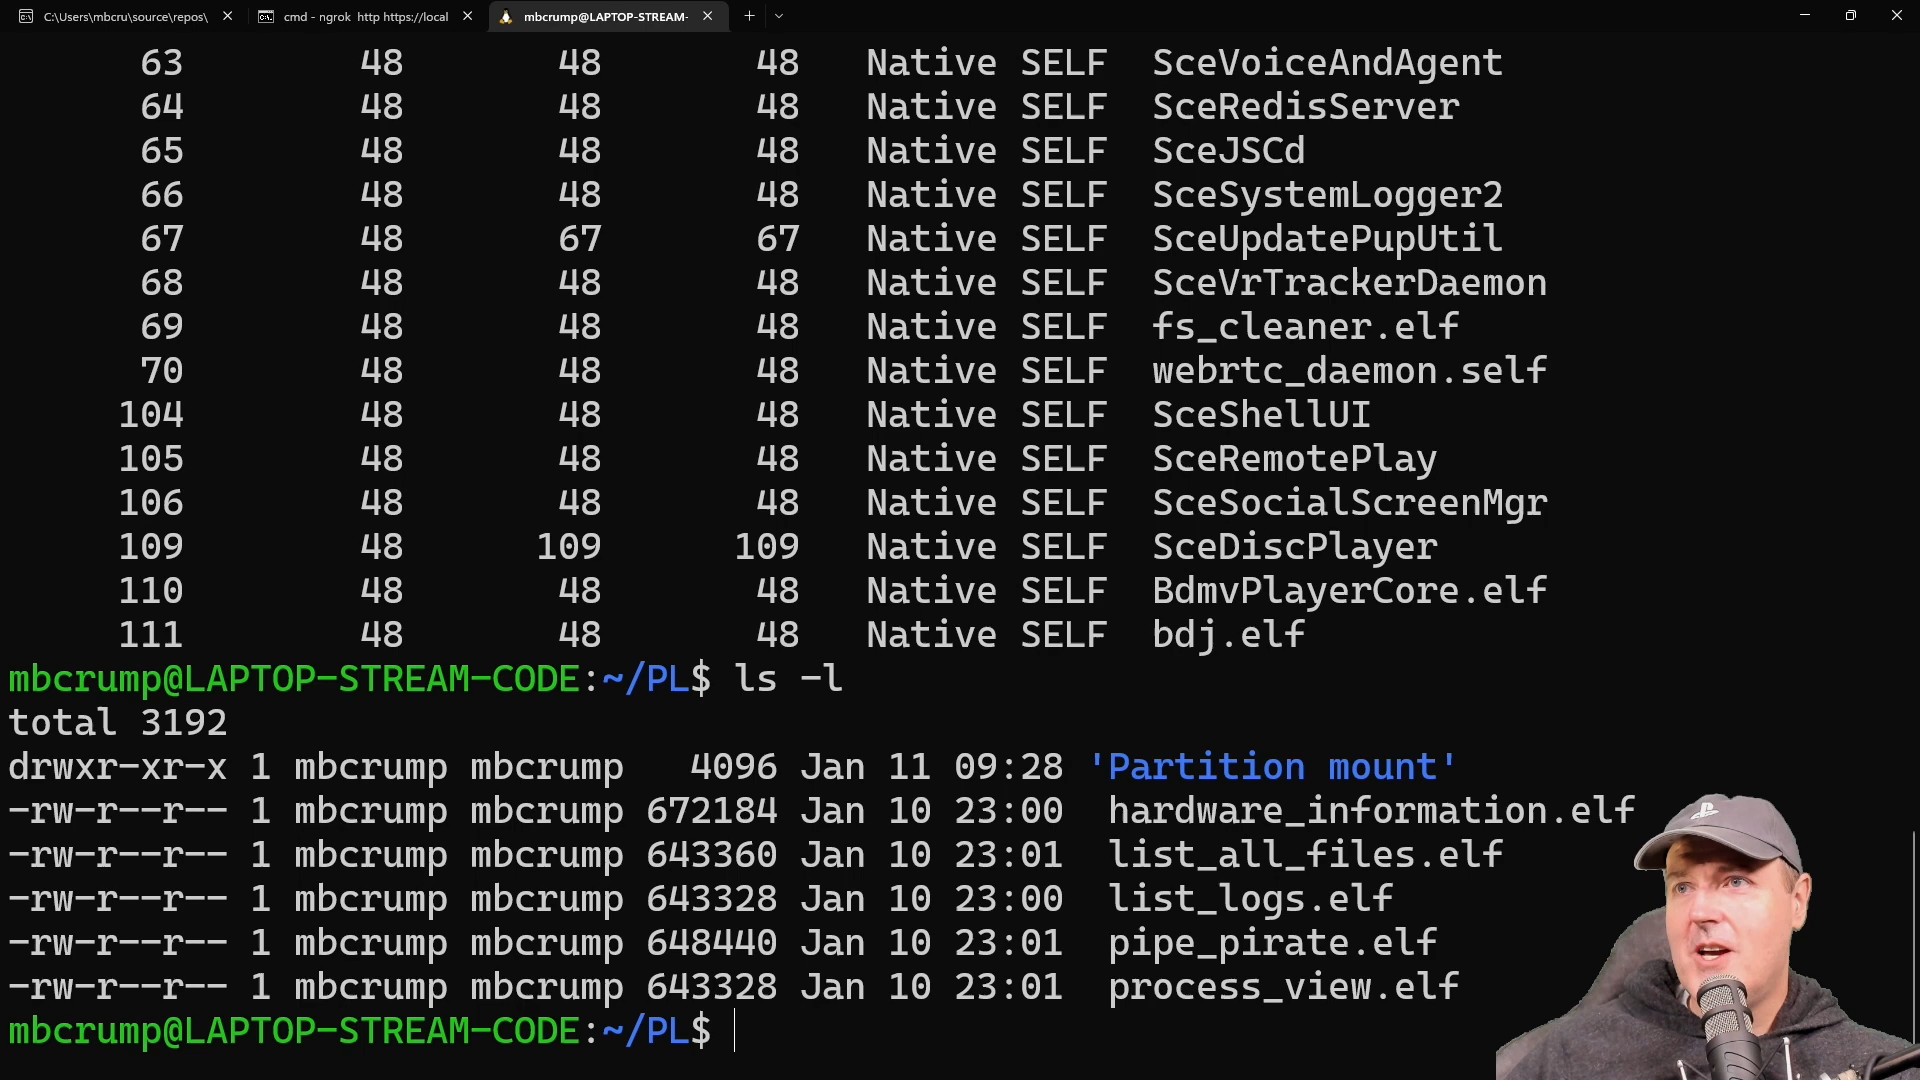 C:\Users\mbcru\source\repos\ cmd - ngrok http https://local mbcrump@LAPTOP-STREAM-
63 48 48 48 Native SELF SceVoiceAndAgent
64 48 48 48 Native SELF SceRedisServer
65 48 48 48 Native SELF SceJSCd
66 48 48 48 Native SELF SceSystemLogger2
67 48 67 67 Native SELF SceUpdatePupUtil
68 48 48 48 Native SELF SceVrTrackerDaemon
69 48 48 48 Native SELF fs_cleaner.elf
70 48 48 48 Native SELF webrtc_daemon.self
104 48 48 48 Native SELF SceShellUI
105 48 48 48 Native SELF SceRemotePlay
106 48 48 48 Native SELF SceSocialScreenMgr
109 48 109 109 Native SELF SceDiscPlayer
110 48 48 48 Native SELF BdmvPlayerCore.elf
111 48 48 48 Native SELF bdj.elf
mbcrump@LAPTOP-STREAM-CODE:~/PL$ ls -l
total 3192
drwxr-xr-x 1 mbcrump mbcrump 4096 Jan 11 09:28 'Partition mount'
-rw-r--r-- 1 mbcrump mbcrump 672184 Jan 10 23:00 hardware_information.elf
-rw-r--r-- 1 mbcrump mbcrump 643360 Jan 10 23:01 list_all_files.elf
-rw-r--r-- 1 mbcrump mbcrump 643328 Jan 10 23:00 list_logs.elf
-rw-r--r-- 1 mbcrump mbcrump 648440 Jan 10 23:01 pipe_pirate.elf
-rw-r--r-- 1 mbcrump mbcrump 643328 Jan 10 23:01 process_view.elf
mbcrump@LAPTOP-STREAM-CODE:~/PL$